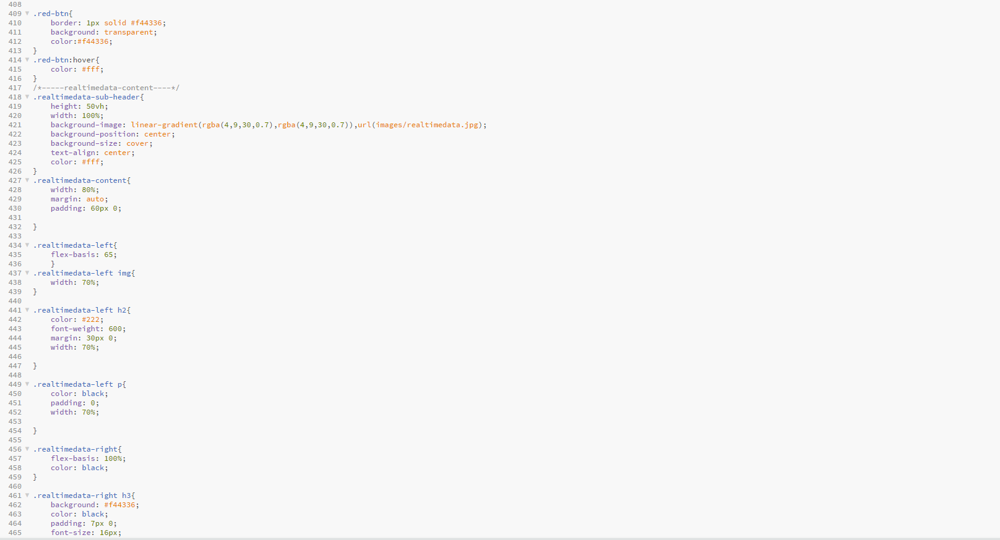 408
409 .red-btn{
410 border: 1px solid #f44336;
411 background: transparent;
412 color:#f44336;
413 }
414 .red-btn:hover{
415 color: #fff;
416 }
417 /*-----realtimedata-content----*/
418 .realtimedata-sub-header{
419 height: 50vh;
420 width: 100%;
421 background-image: linear-gradient(rgba(4,9,30,0.7),rgba(4,9,30,0.7)),url(images/realtimedata.jpg);
422 background-position: center;
423 background-size: cover;
424 text-align: center;
425 color: #fff;
426 }
427 .realtimedata-content{
428 width: 80%;
429 margin: auto;
430 padding: 60px 0;
431
432 }
433
434 .realtimedata-left{
435 flex-basis: 65;
436 }
437 .realtimedata-left img{
438 width: 70%;
439 }
440
441 .realtimedata-left h2{
442 color: #222;
443 font-weight: 600;
444 margin: 30px 0;
445 width: 70%;
446
447 }
448
449 .realtimedata-left p{
450 color: black;
451 padding: 0;
452 width: 70%;
453
454 }
455
456 .realtimedata-right{
457 flex-basis: 100%;
458 color: black;
459 }
460
461 .realtimedata-right h3{
462 background: #f44336;
463 color: black;
464 padding: 7px 0;
465 font-size: 16px;